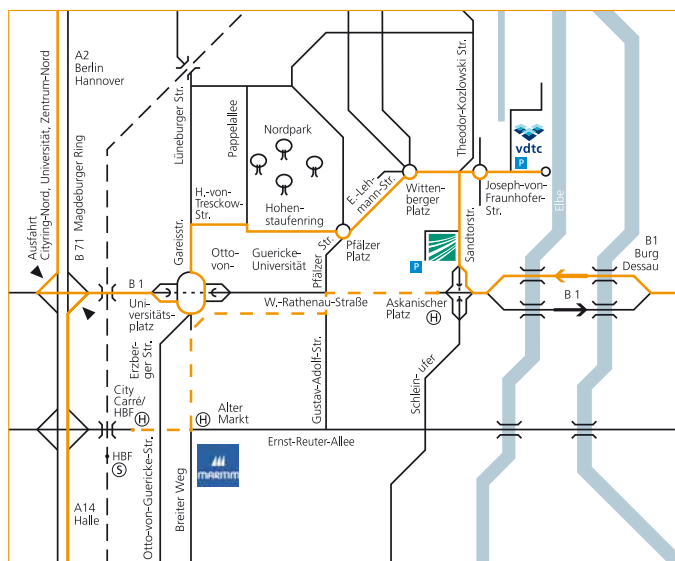 Ausfahrt
Cityring-Nord, Universität, Zentrum-Nord
A2
Berlin
Hannover
B 71 Magdeburger Ring
Lüneburger Str.
Pappelallee
Nordpark
Theodor-Kozlowski Str.
vdtc
P
H.-von-
Tresckow-
Str.
Hohen-
staufenring
E.-Leh-
mann-Str.
Witten-
berger
Platz
Joseph-von-
Fraunhofer-
Str.
Elbe
Gareisstr.
Otto-
von-
Guericke-
Universität
Pfälzer
Platz
Pfälzer Str.
P
Sandtorstr.
B1
Burg
Dessau
B 1
Uni-
versitäts-
platz
W.-Rathenau-Straße
Askanischer
Platz
H
B 1
Erzber-
ger Str.
Gustav-Adolf-Str.
Schlein-
ufer
City
Carré/
HBF
H
H
Alter
Markt
Ernst-Reuter-Allee
HBF
S
MARITIM
A14
Halle
Otto-von-Guericke-Str.
Breiter Weg